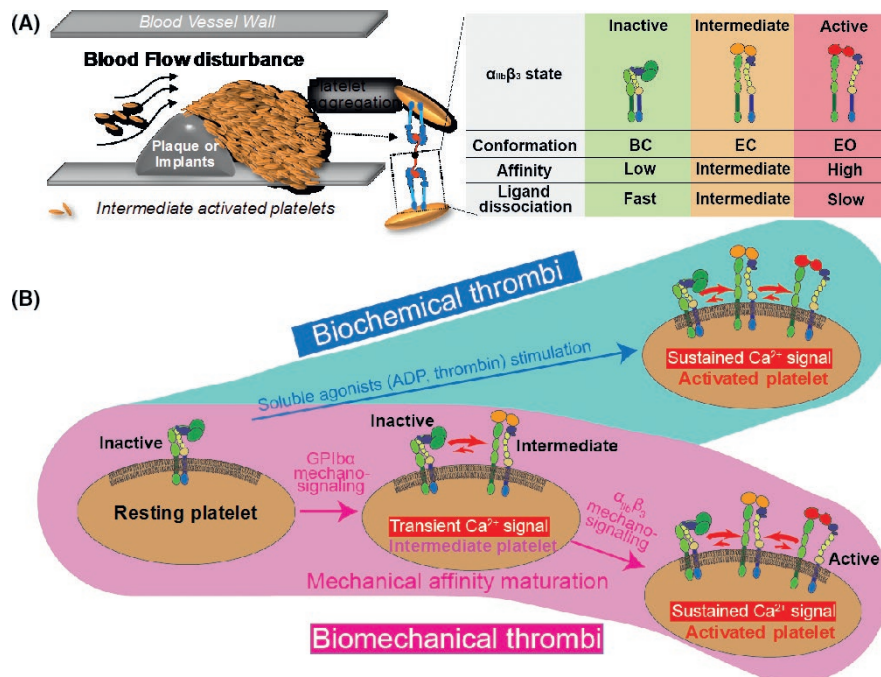 (A)
Blood Vessel Wall
Blood Flow disturbance
Platelet
aggregation
Plaque or
Implants
Intermediate activated platelets
Inactive Intermediate Active
αIIbβ3 state
Conformation BC EC EO
Affinity Low Intermediate High
Ligand
dissociation Fast Intermediate Slow
(B)
Biochemical thrombi
Soluble agonists (ADP, thrombin) stimulation
Sustained Ca²⁺ signal
Activated platelet
Inactive
Resting platelet
GPIbα
mechano-
signaling
Inactive
Intermediate
Transient Ca²⁺ signal
Intermediate platelet
αIIbβ3
mechano-
signaling
Active
Sustained Ca²⁺ signal
Activated platelet
Mechanical affinity maturation
Biomechanical thrombi